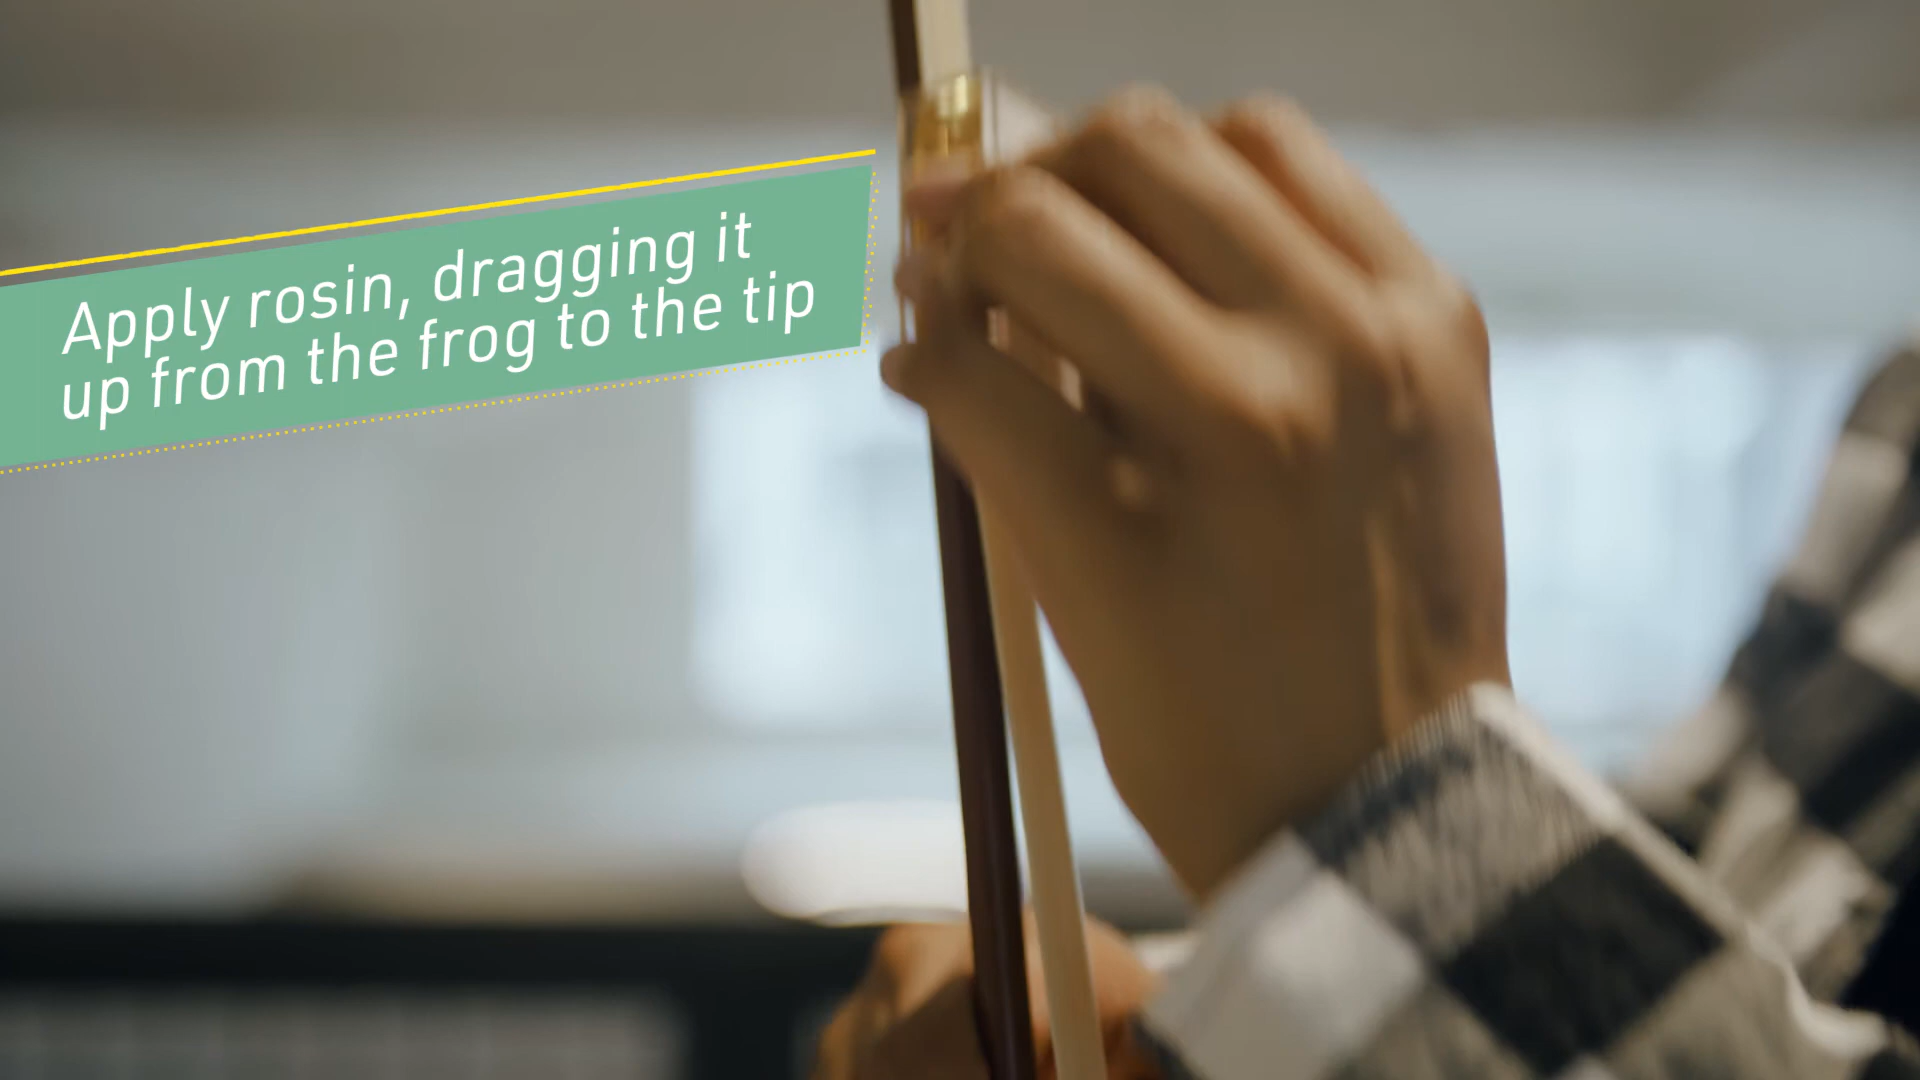 Apply rosin, dragging it
up from the frog to the tip